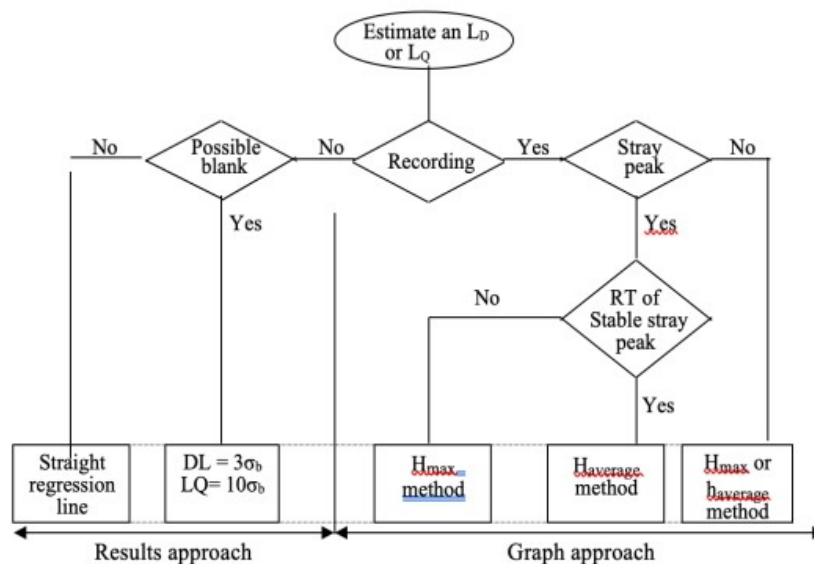 Estimate an LD
or LQ
No
Possible
blank
No
Recording
Yes
Stray
peak
No
Yes
Yes
No
RT of
Stable stray
peak
Yes
Straight
regression
line
DL = 3σb
LQ= 10σb
Hmax
method
Haverage
method
Hmax or
haverage
method
Results approach
Graph approach